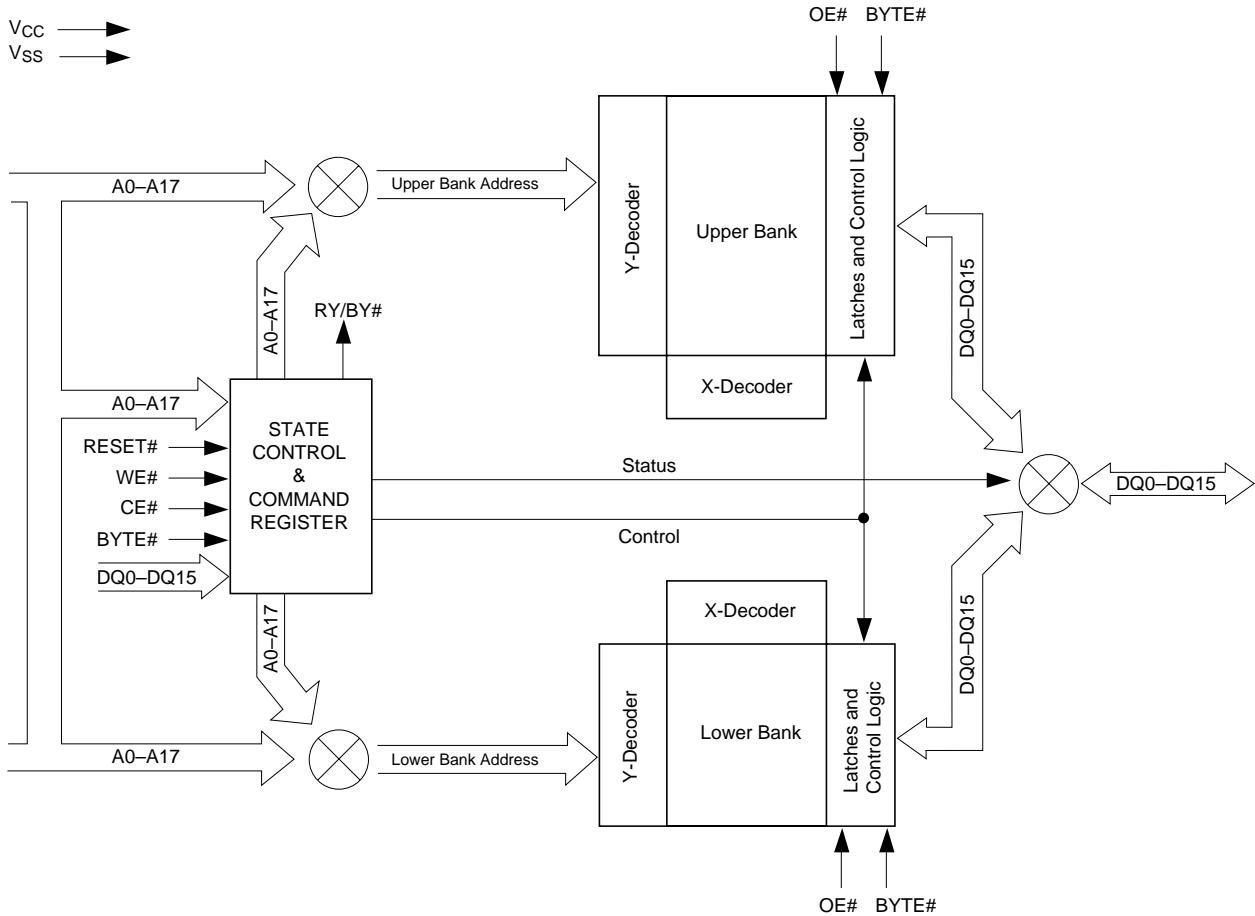 VCC
VSS
OE# BYTE#
A0–A17
Upper Bank Address
Y-Decoder
Upper Bank
Latches and Control Logic
X-Decoder
DQ0–DQ15
A0–A17
RY/BY#
A0–A17
RESET#
WE#
CE#
BYTE#
DQ0–DQ15
STATE
CONTROL
&
COMMAND
REGISTER
Status
Control
DQ0–DQ15
A0–A17
X-Decoder
A0–A17
Lower Bank Address
Y-Decoder
Lower Bank
Latches and
Control Logic
DQ0–DQ15
OE# BYTE#